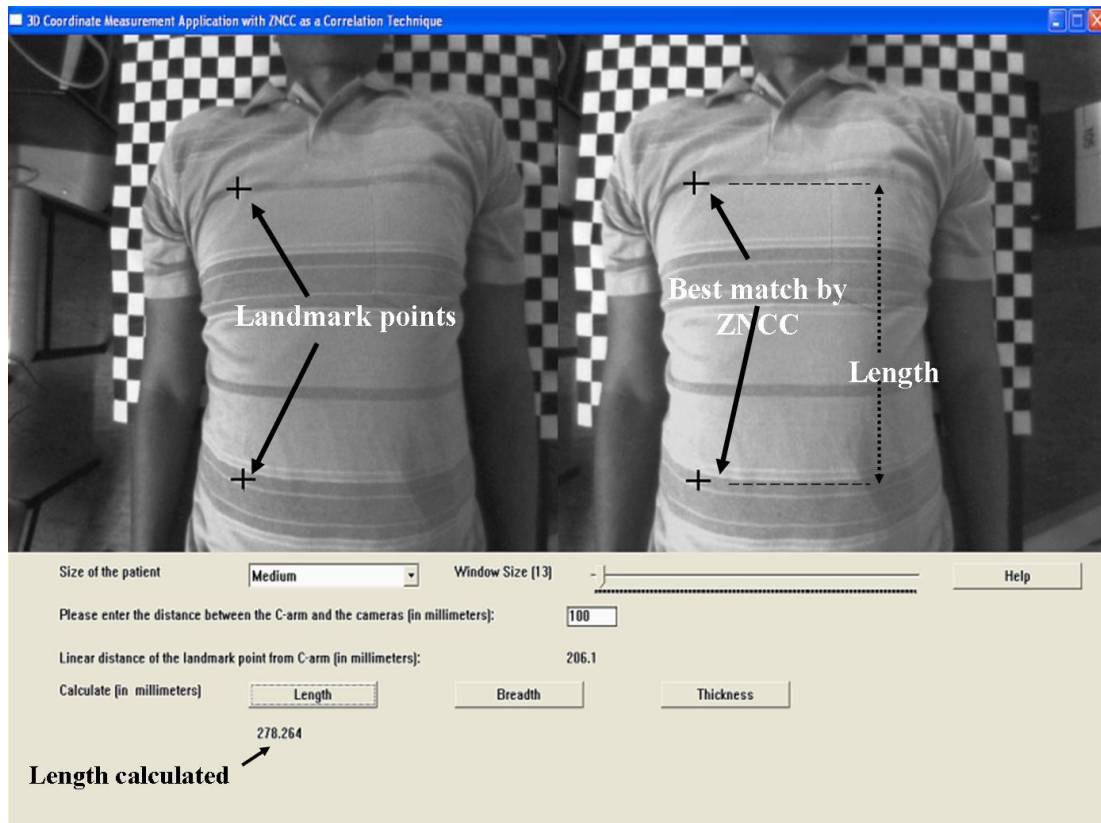 3D Coordinate Measurement Application with ZNCC as a Correlation Technique
Landmark points
Best match by
ZNCC
Length
Size of the patient
Medium
Window Size (13)
Help
Please enter the distance between the C-arm and the cameras (in millimeters):
100
Linear distance of the landmark point from C-arm (in millimeters):
206.1
Calculate (in millimeters)
Length
Breadth
Thickness
278.264
Length calculated